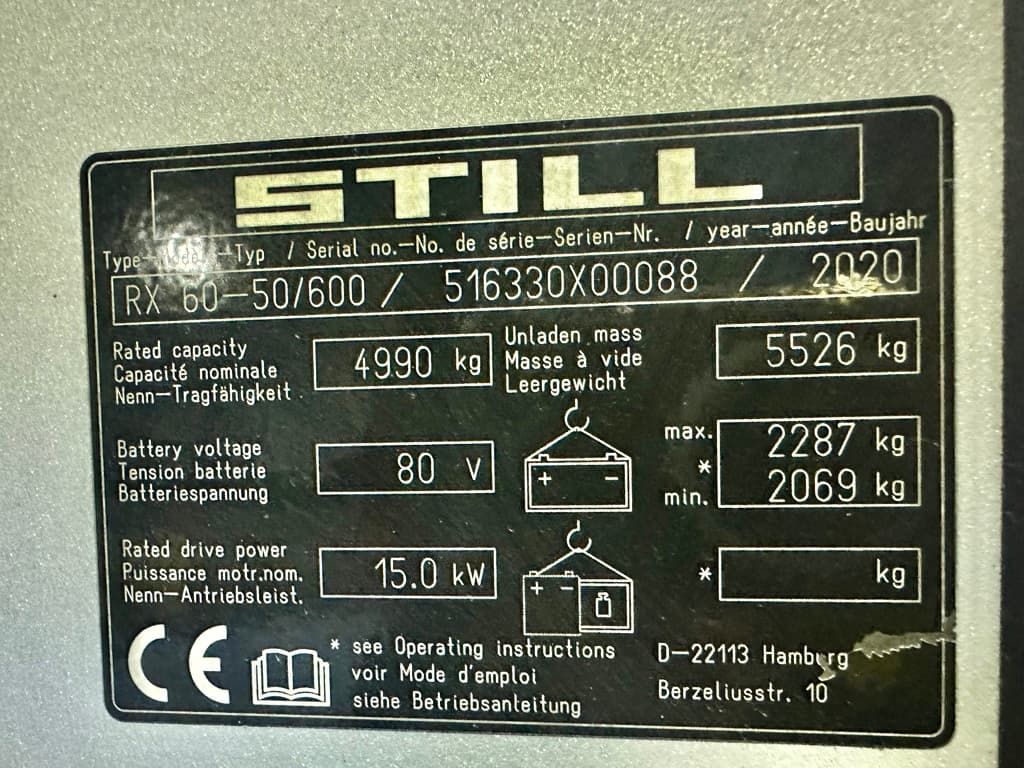 STILL
Type— —Typ / Serial no.—No. de série—Serien—Nr. / year—année—Baujahr
RX 60—50/600 / 516330X00088 / 2020
Rated capacity
Capacité nominale
Nenn—Tragfähigkeit
4990 kg
Unladen mass
Masse à vide
Leergewicht
5526 kg
Battery voltage
Tension batterie
Batteriespannung
80 V
+ −
max. 2287 kg
*
min. 2069 kg
Rated drive power
Puissance motr.nom.
Nenn—Antriebsleist.
15.0 kW
+ −
* kg
CE
* see Operating instructions
voir Mode d'emploi
siehe Betriebsanleitung
D—22113 Hamburg
Berzeliusstr. 10